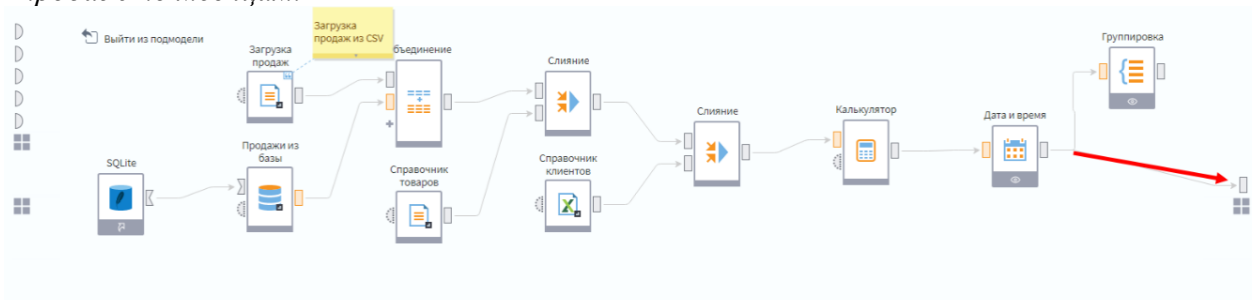 Выйти из подмодели
Загрузка
продаж из CSV
Загрузка
продаж
бъединение
Слияние
Группировка
Слияние
Калькулятор
Дата и время
SQLite
Продажи из
базы
Справочник
товаров
Справочник
клиентов